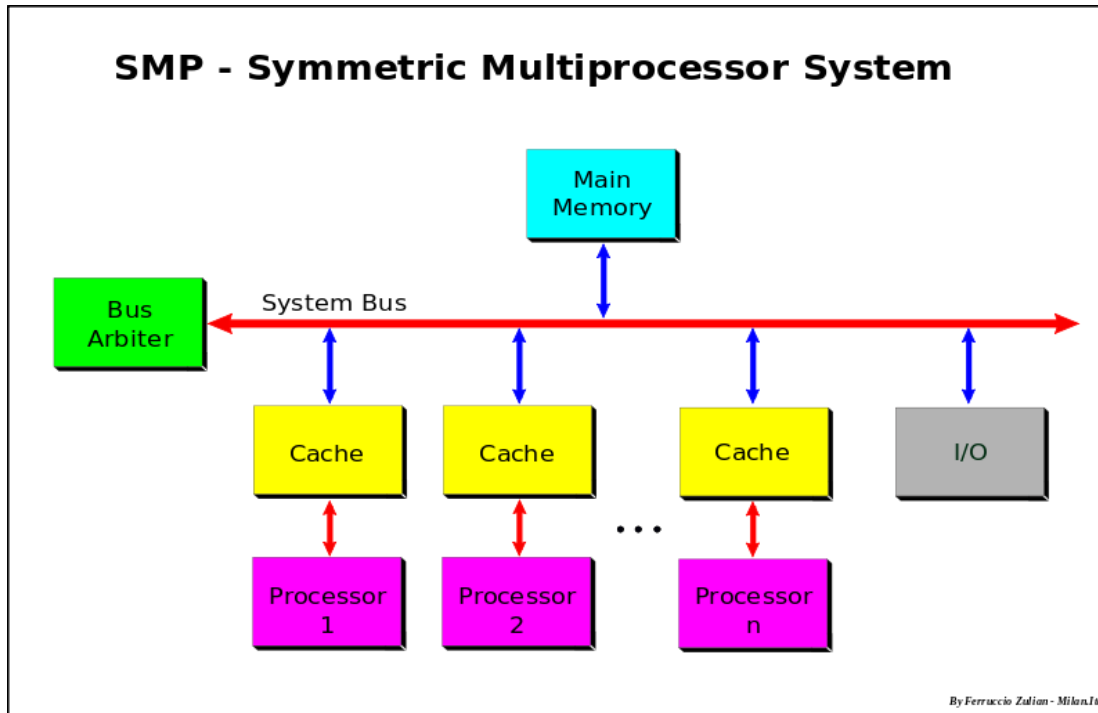 SMP - Symmetric Multiprocessor System
Main
Memory
System Bus
Bus
Arbiter
Cache
Cache
Cache
I/O
...
Processor
1
Processor
2
Processor
n
By Ferruccio Zulian - Milan.It